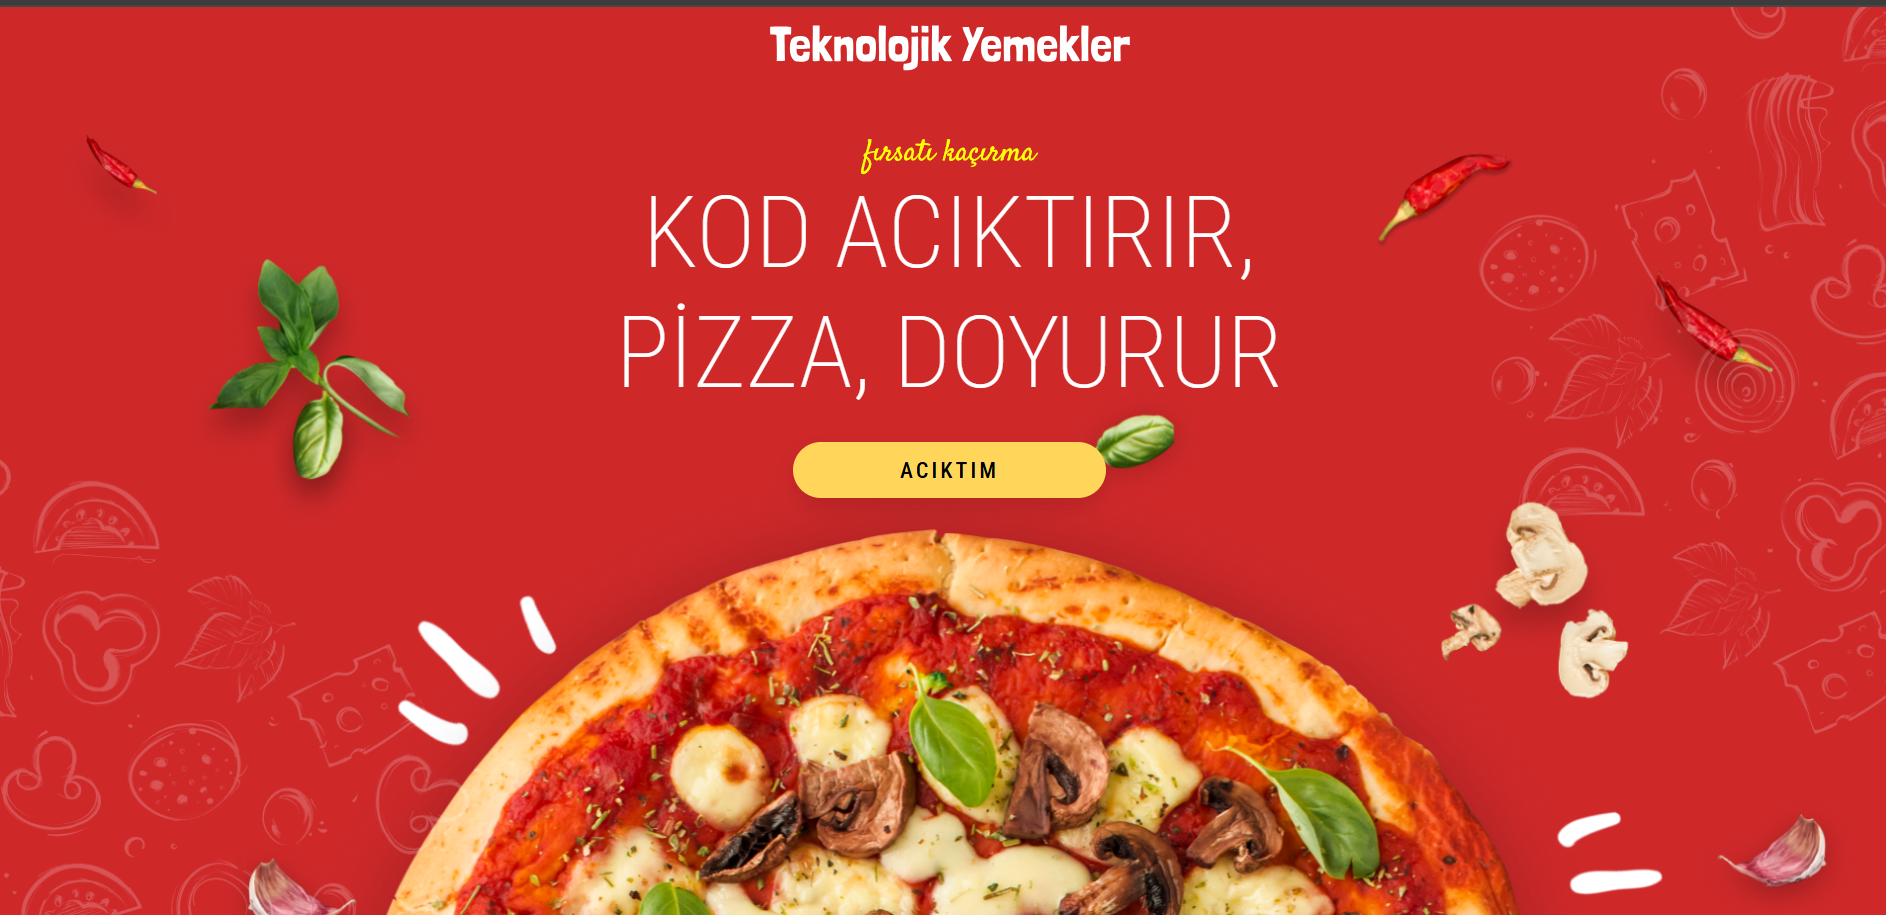 Teknolojik Yemekler
fırsatı kaçırma
KOD ACIKTIRIR,
PİZZA, DOYURUR
ACIKTIM